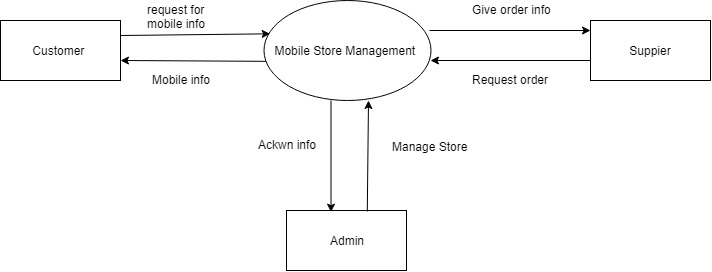 request for
mobile info
Give order info
Customer
Mobile Store Management
Suppier
Mobile info
Request order
Ackwn info
Manage Store
Admin